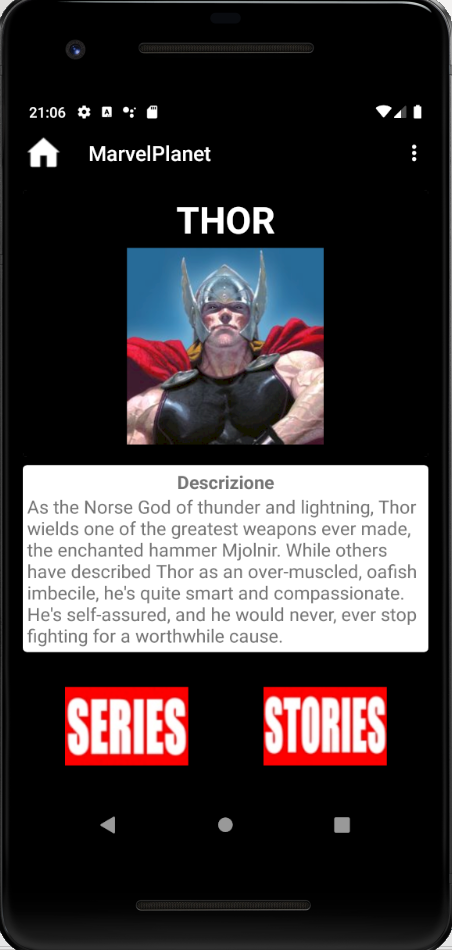 21:06
MarvelPlanet
THOR
Descrizione
As the Norse God of thunder and lightning, Thor
wields one of the greatest weapons ever made,
the enchanted hammer Mjolnir. While others
have described Thor as an over-muscled, oafish
imbecile, he's quite smart and compassionate.
He's self-assured, and he would never, ever stop
fighting for a worthwhile cause.
SERIES
STORIES